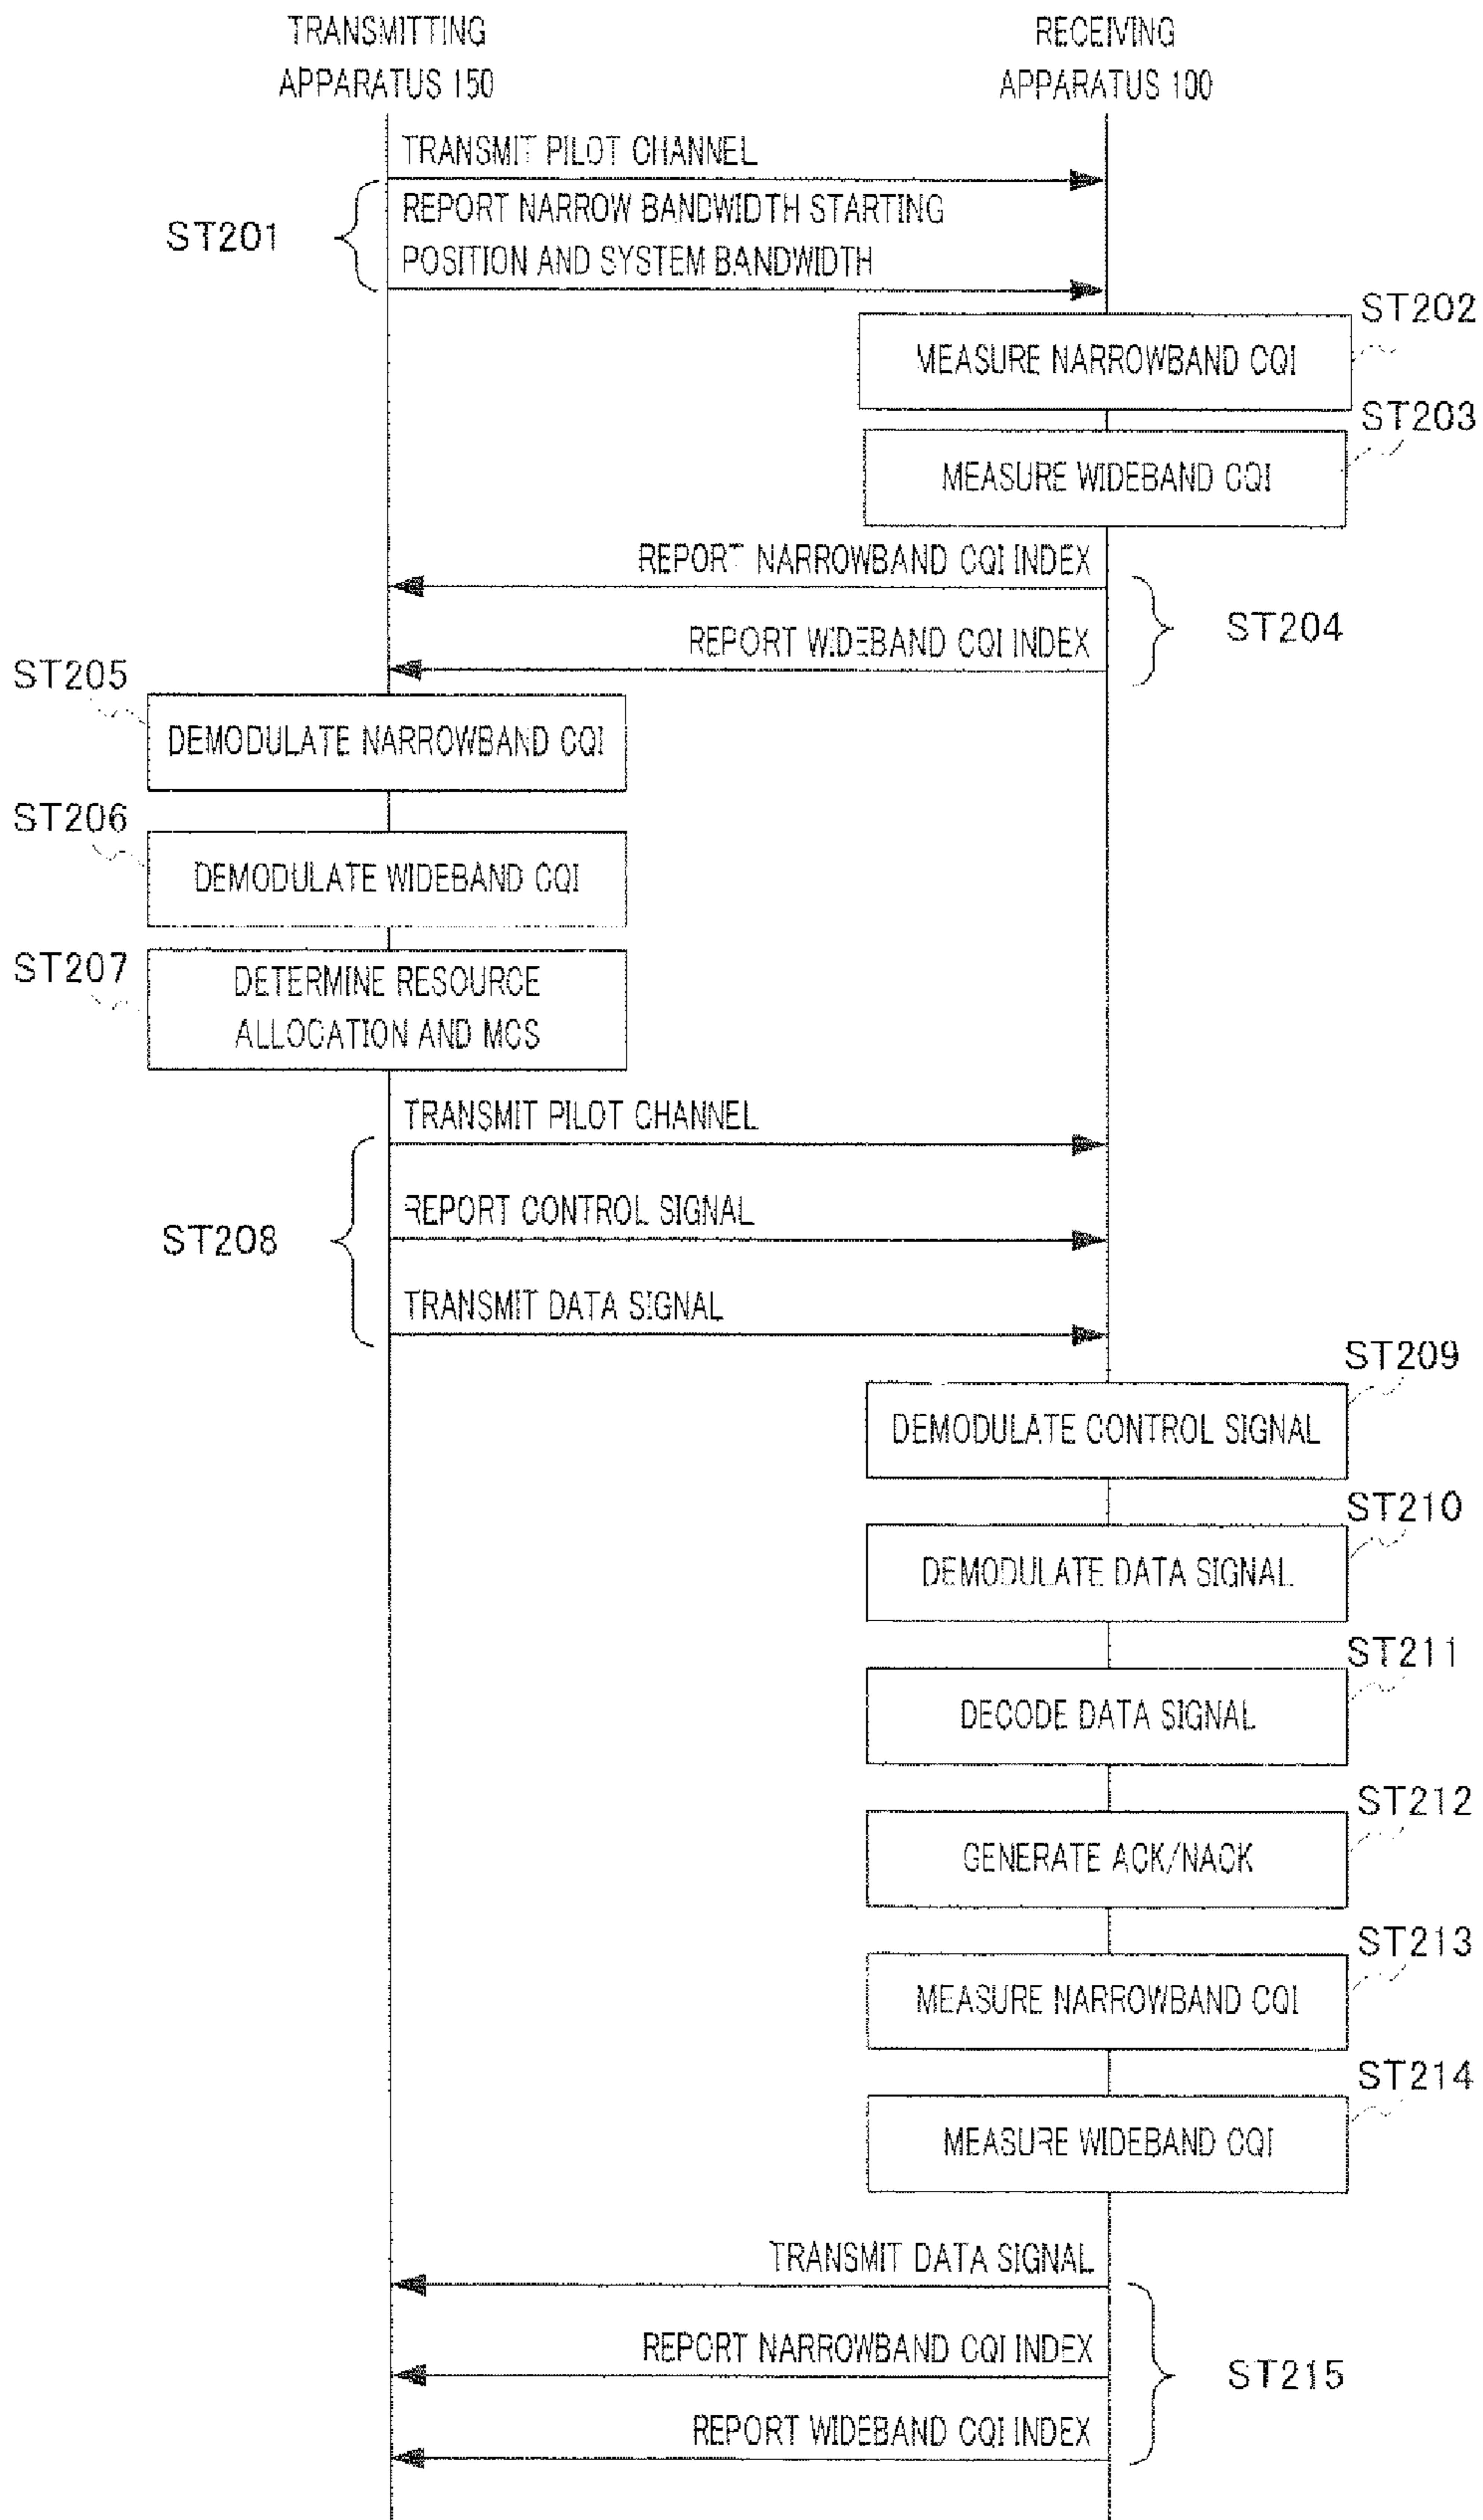 TRANSMITTING
APPARATUS 150
RECEIVING
APPARATUS 100
TRANSMIT PILOT CHANNEL
ST201
REPORT NARROW BANDWIDTH STARTING
POSITION AND SYSTEM BANDWIDTH
ST202
MEASURE NARROWBAND CQI
ST203
MEASURE WIDEBAND CQI
REPORT NARROWBAND CQI INDEX
REPORT WIDEBAND CQI INDEX
ST204
ST205
DEMODULATE NARROWBAND CQI
ST206
DEMODULATE WIDEBAND CQI
ST207
DETERMINE RESOURCE
ALLOCATION AND MCS
TRANSMIT PILOT CHANNEL
REPORT CONTROL SIGNAL
ST208
TRANSMIT DATA SIGNAL
ST209
DEMODULATE CONTROL SIGNAL
ST210
DEMODULATE DATA SIGNAL
ST211
DECODE DATA SIGNAL
ST212
GENERATE ACK/NACK
ST213
MEASURE NARROWBAND CQI
ST214
MEASURE WIDEBAND CQI
TRANSMIT DATA SIGNAL
REPORT NARROWBAND CQI INDEX
ST215
REPORT WIDEBAND CQI INDEX